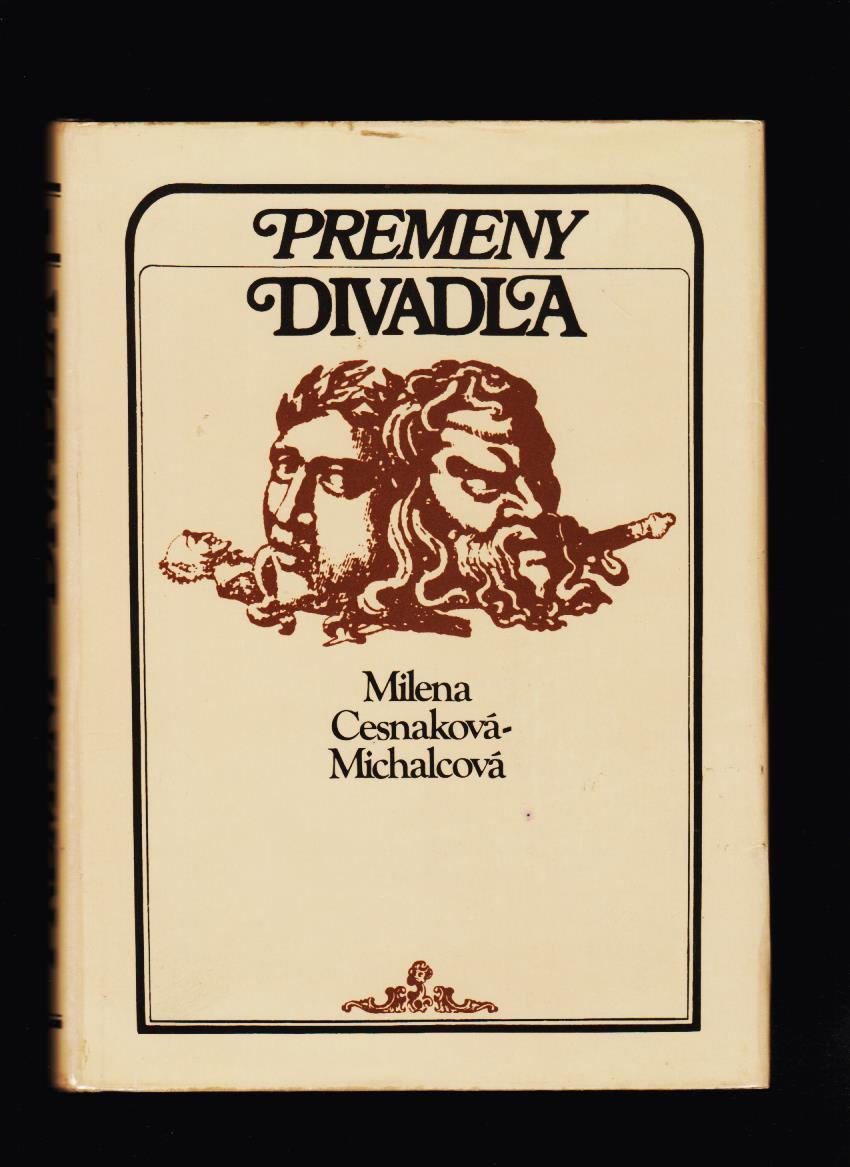 PREMENY
DIVADLA
Milena
Cesnaková-
Michalcová